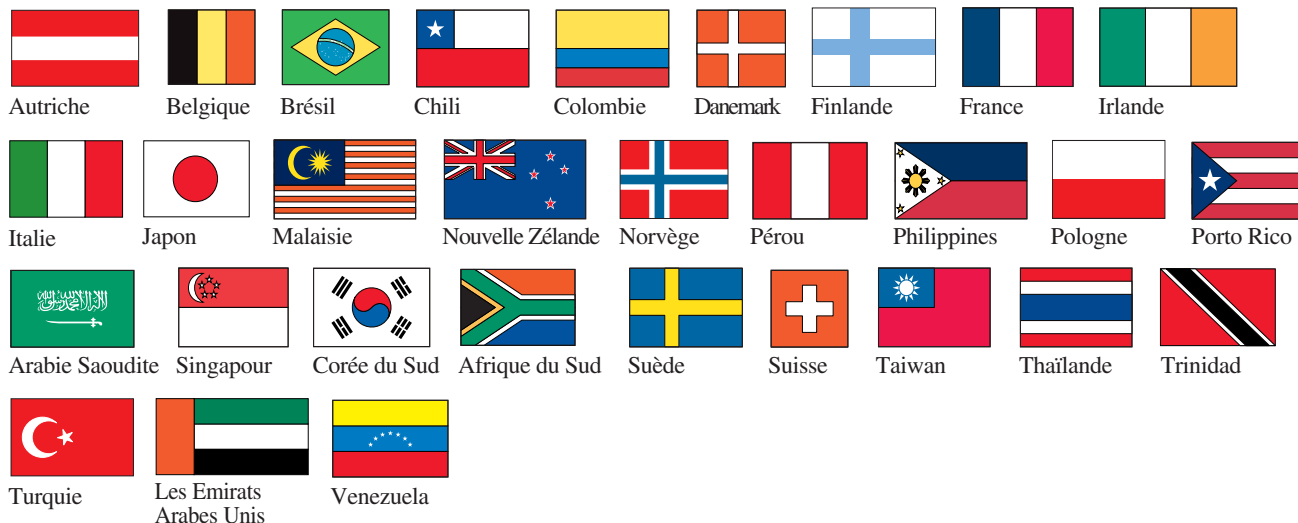 Autriche Belgique Brésil Chili Colombie Danemark Finlande France Irlande
Italie Japon Malaisie Nouvelle Zélande Norvège Pérou Philippines Pologne Porto Rico
Arabie Saoudite Singapour Corée du Sud Afrique du Sud Suède Suisse Taiwan Thaïlande Trinidad
Turquie Les Emirats Venezuela
Arabes Unis